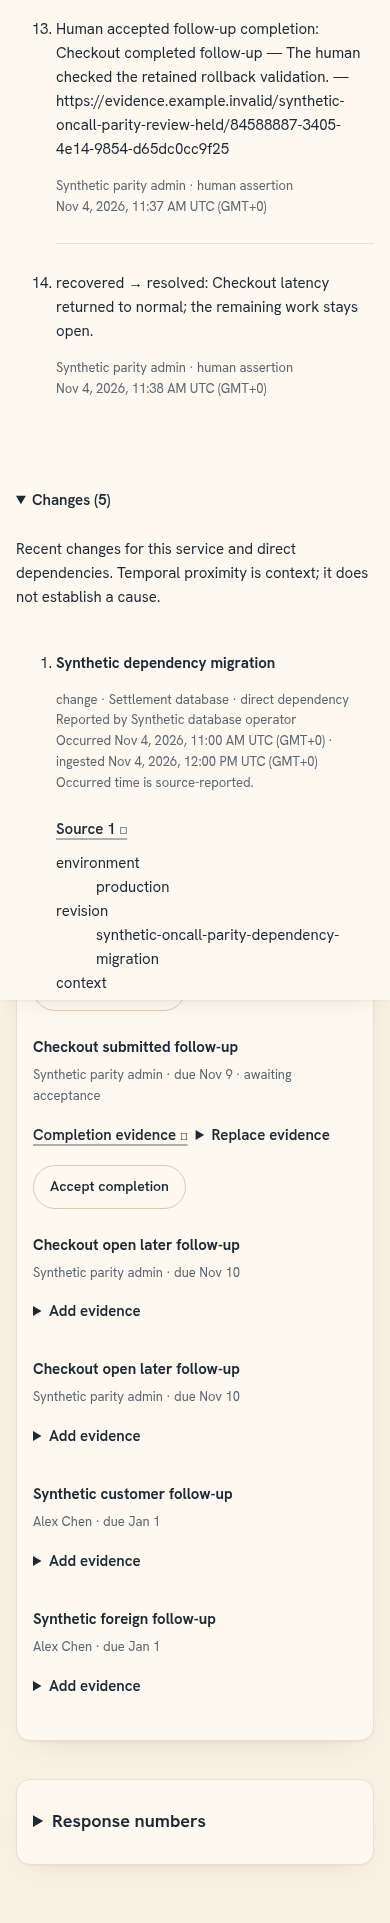 13. Human accepted follow-up completion:
Checkout completed follow-up — The human
checked the retained rollback validation. —
https://evidence.example.invalid/synthetic-
oncall-parity-review-held/84588887-3405-
4e14-9854-d65dc0cc9f25
Synthetic parity admin · human assertion
Nov 4, 2026, 11:37 AM UTC (GMT+0)
14. recovered → resolved: Checkout latency
returned to normal; the remaining work stays
open.
Synthetic parity admin · human assertion
Nov 4, 2026, 11:38 AM UTC (GMT+0)
▼ Changes (5)
Recent changes for this service and direct
dependencies. Temporal proximity is context; it does
not establish a cause.
1. Synthetic dependency migration
change · Settlement database · direct dependency
Reported by Synthetic database operator
Occurred Nov 4, 2026, 11:00 AM UTC (GMT+0) ·
ingested Nov 4, 2026, 12:00 PM UTC (GMT+0)
Occurred time is source-reported.
Source 1
environment
production
revision
synthetic-oncall-parity-dependency-
migration
context
Checkout submitted follow-up
Synthetic parity admin · due Nov 9 · awaiting
acceptance
Completion evidence ▶ Replace evidence
Accept completion
Checkout open later follow-up
Synthetic parity admin · due Nov 10
▶ Add evidence
Checkout open later follow-up
Synthetic parity admin · due Nov 10
▶ Add evidence
Synthetic customer follow-up
Alex Chen · due Jan 1
▶ Add evidence
Synthetic foreign follow-up
Alex Chen · due Jan 1
▶ Add evidence
▶ Response numbers